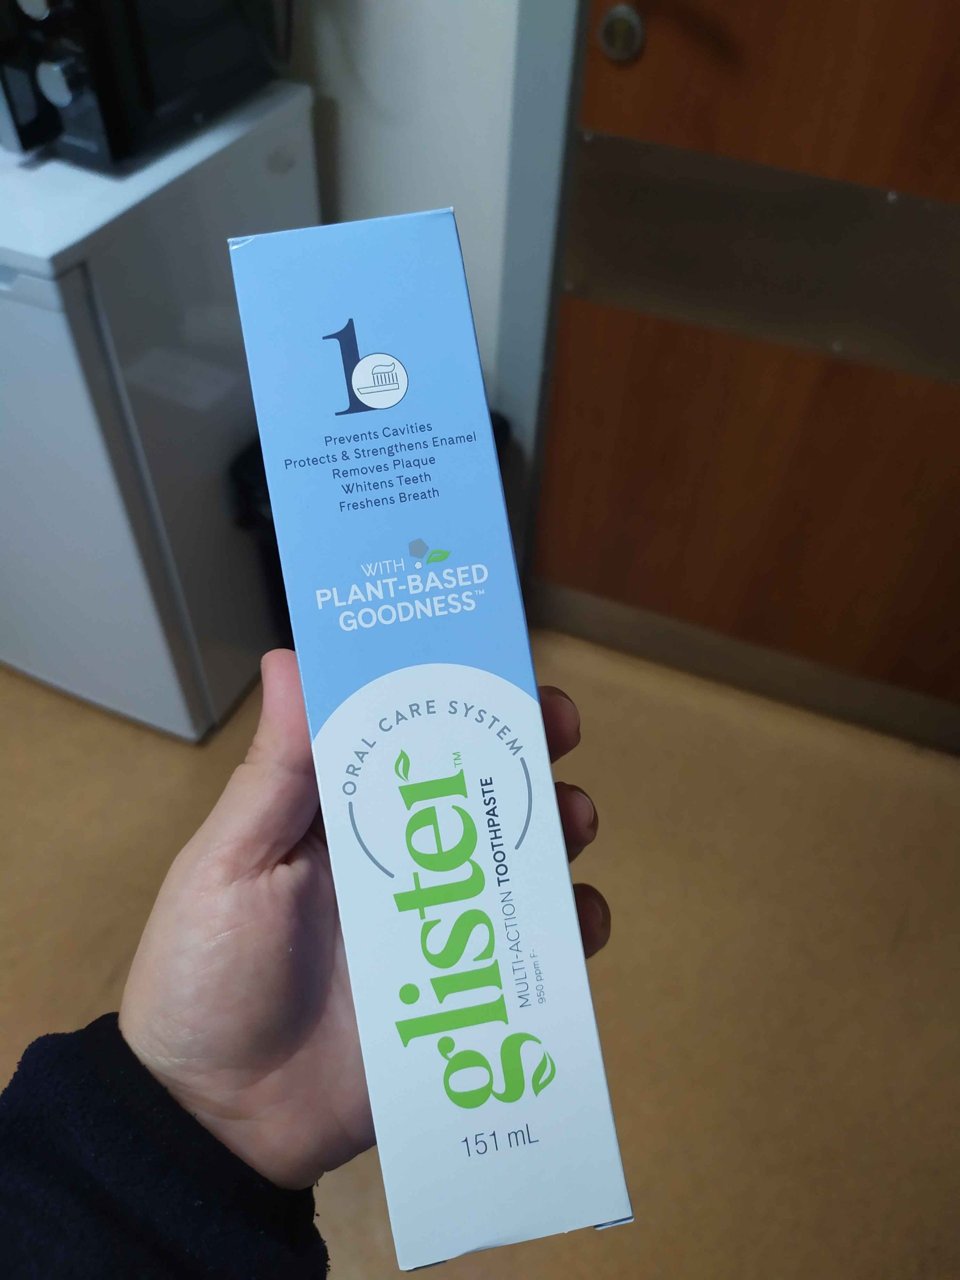 1
Prevents Cavities
Protects & Strengthens Enamel
Removes Plaque
Whitens Teeth
Freshens Breath
WITH
PLANT-BASED
GOODNESS™
ORAL CARE SYSTEM
glister™
MULTI-ACTION TOOTHPASTE
950 ppm F-
151 mL